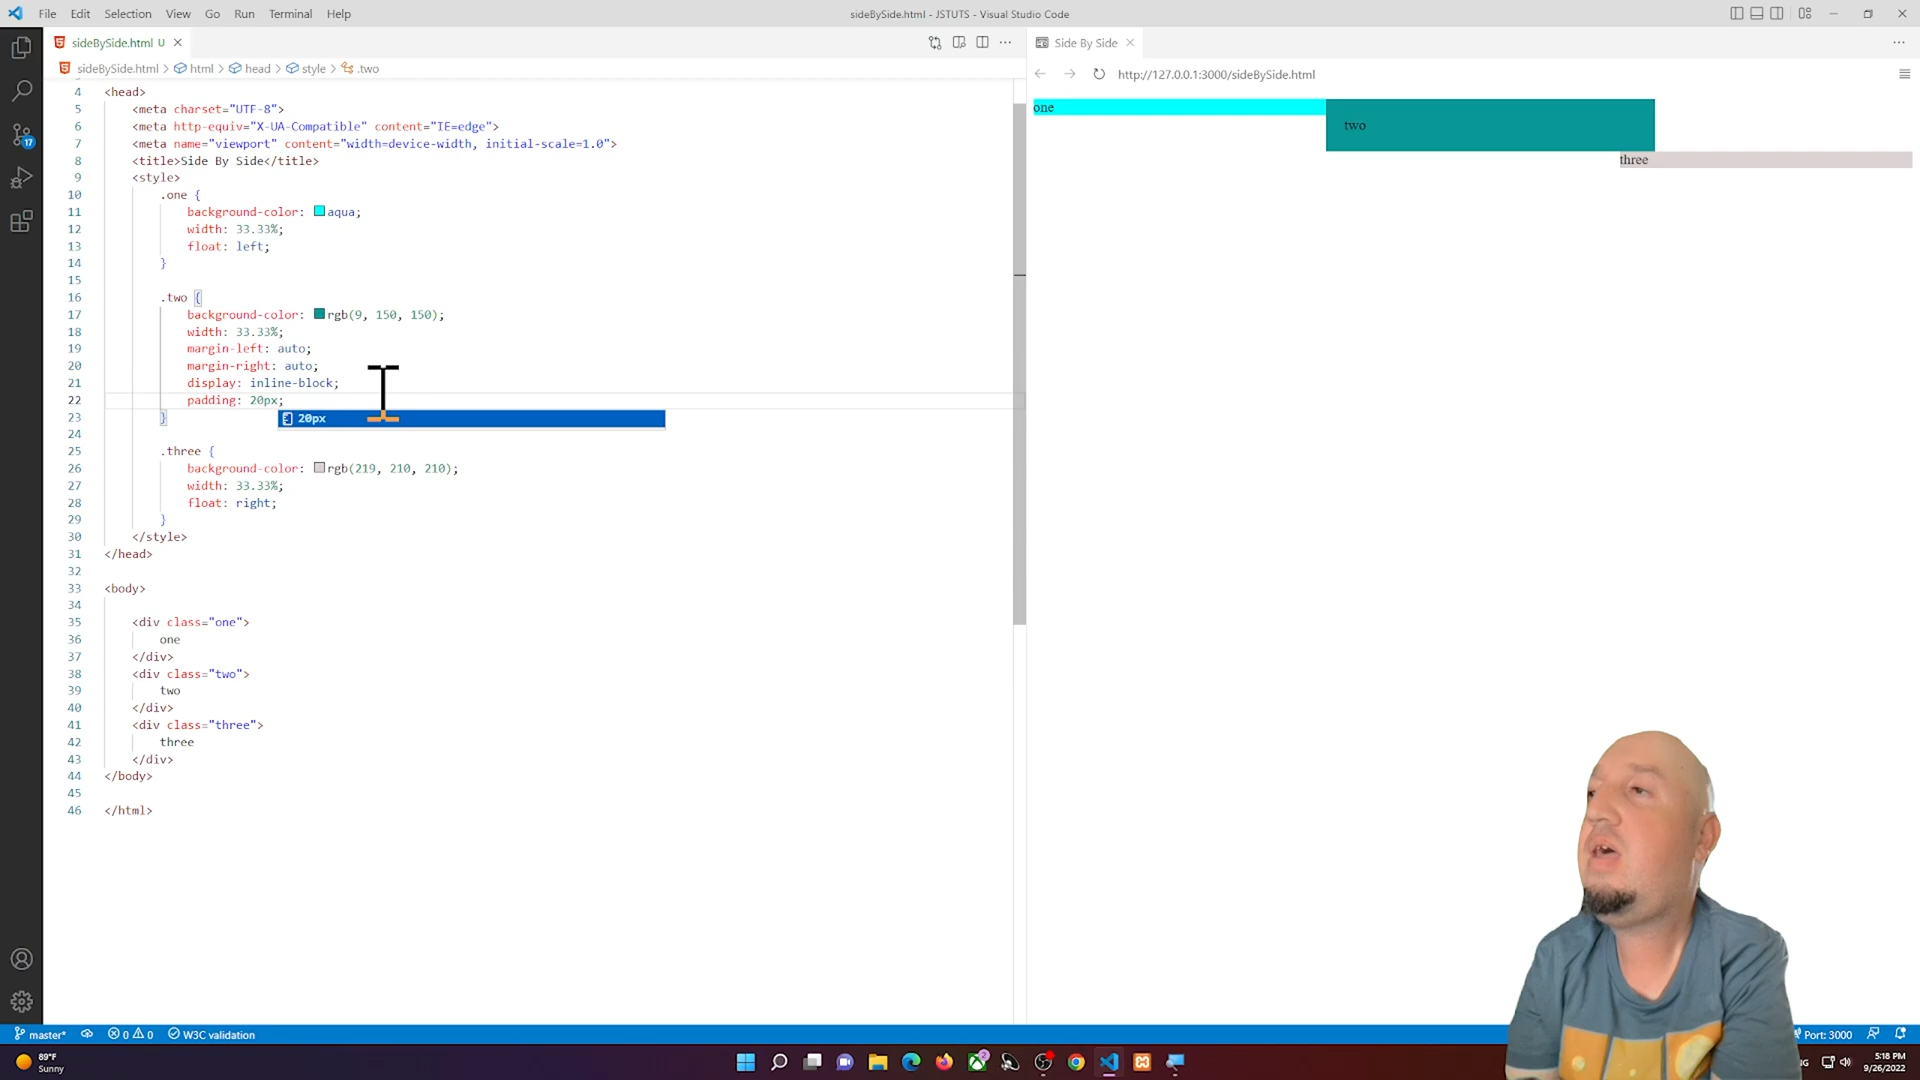 File Edit Selection View Go Run Terminal Help
sideBySide.html - JSTUTS - Visual Studio Code
sideBySide.html U
Side By Side
sideBySide.html > html > head > style > .two
http://127.0.0.1:3000/sideBySide.html
4 <head>
5 <meta charset="UTF-8">
6 <meta http-equiv="X-UA-Compatible" content="IE=edge">
7 <meta name="viewport" content="width=device-width, initial-scale=1.0">
8 <title>Side By Side</title>
9 <style>
10 .one {
11 background-color: aqua;
12 width: 33.33%;
13 float: left;
14 }
15
16 .two {
17 background-color: rgb(9, 150, 150);
18 width: 33.33%;
19 margin-left: auto;
20 margin-right: auto;
21 display: inline-block;
22 padding: 20px;
20px
23 }
24
25 .three {
26 background-color: rgb(219, 210, 210);
27 width: 33.33%;
28 float: right;
29 }
30 </style>
31 </head>
32
33 <body>
34
35 <div class="one">
36 one
37 </div>
38 <div class="two">
39 two
40 </div>
41 <div class="three">
42 three
43 </div>
44 </body>
45
46 </html>
one
two
three
17
master* 0 0 W3C validation
Port: 3000
89°F
Sunny
2
5:18 PM
9/26/2022